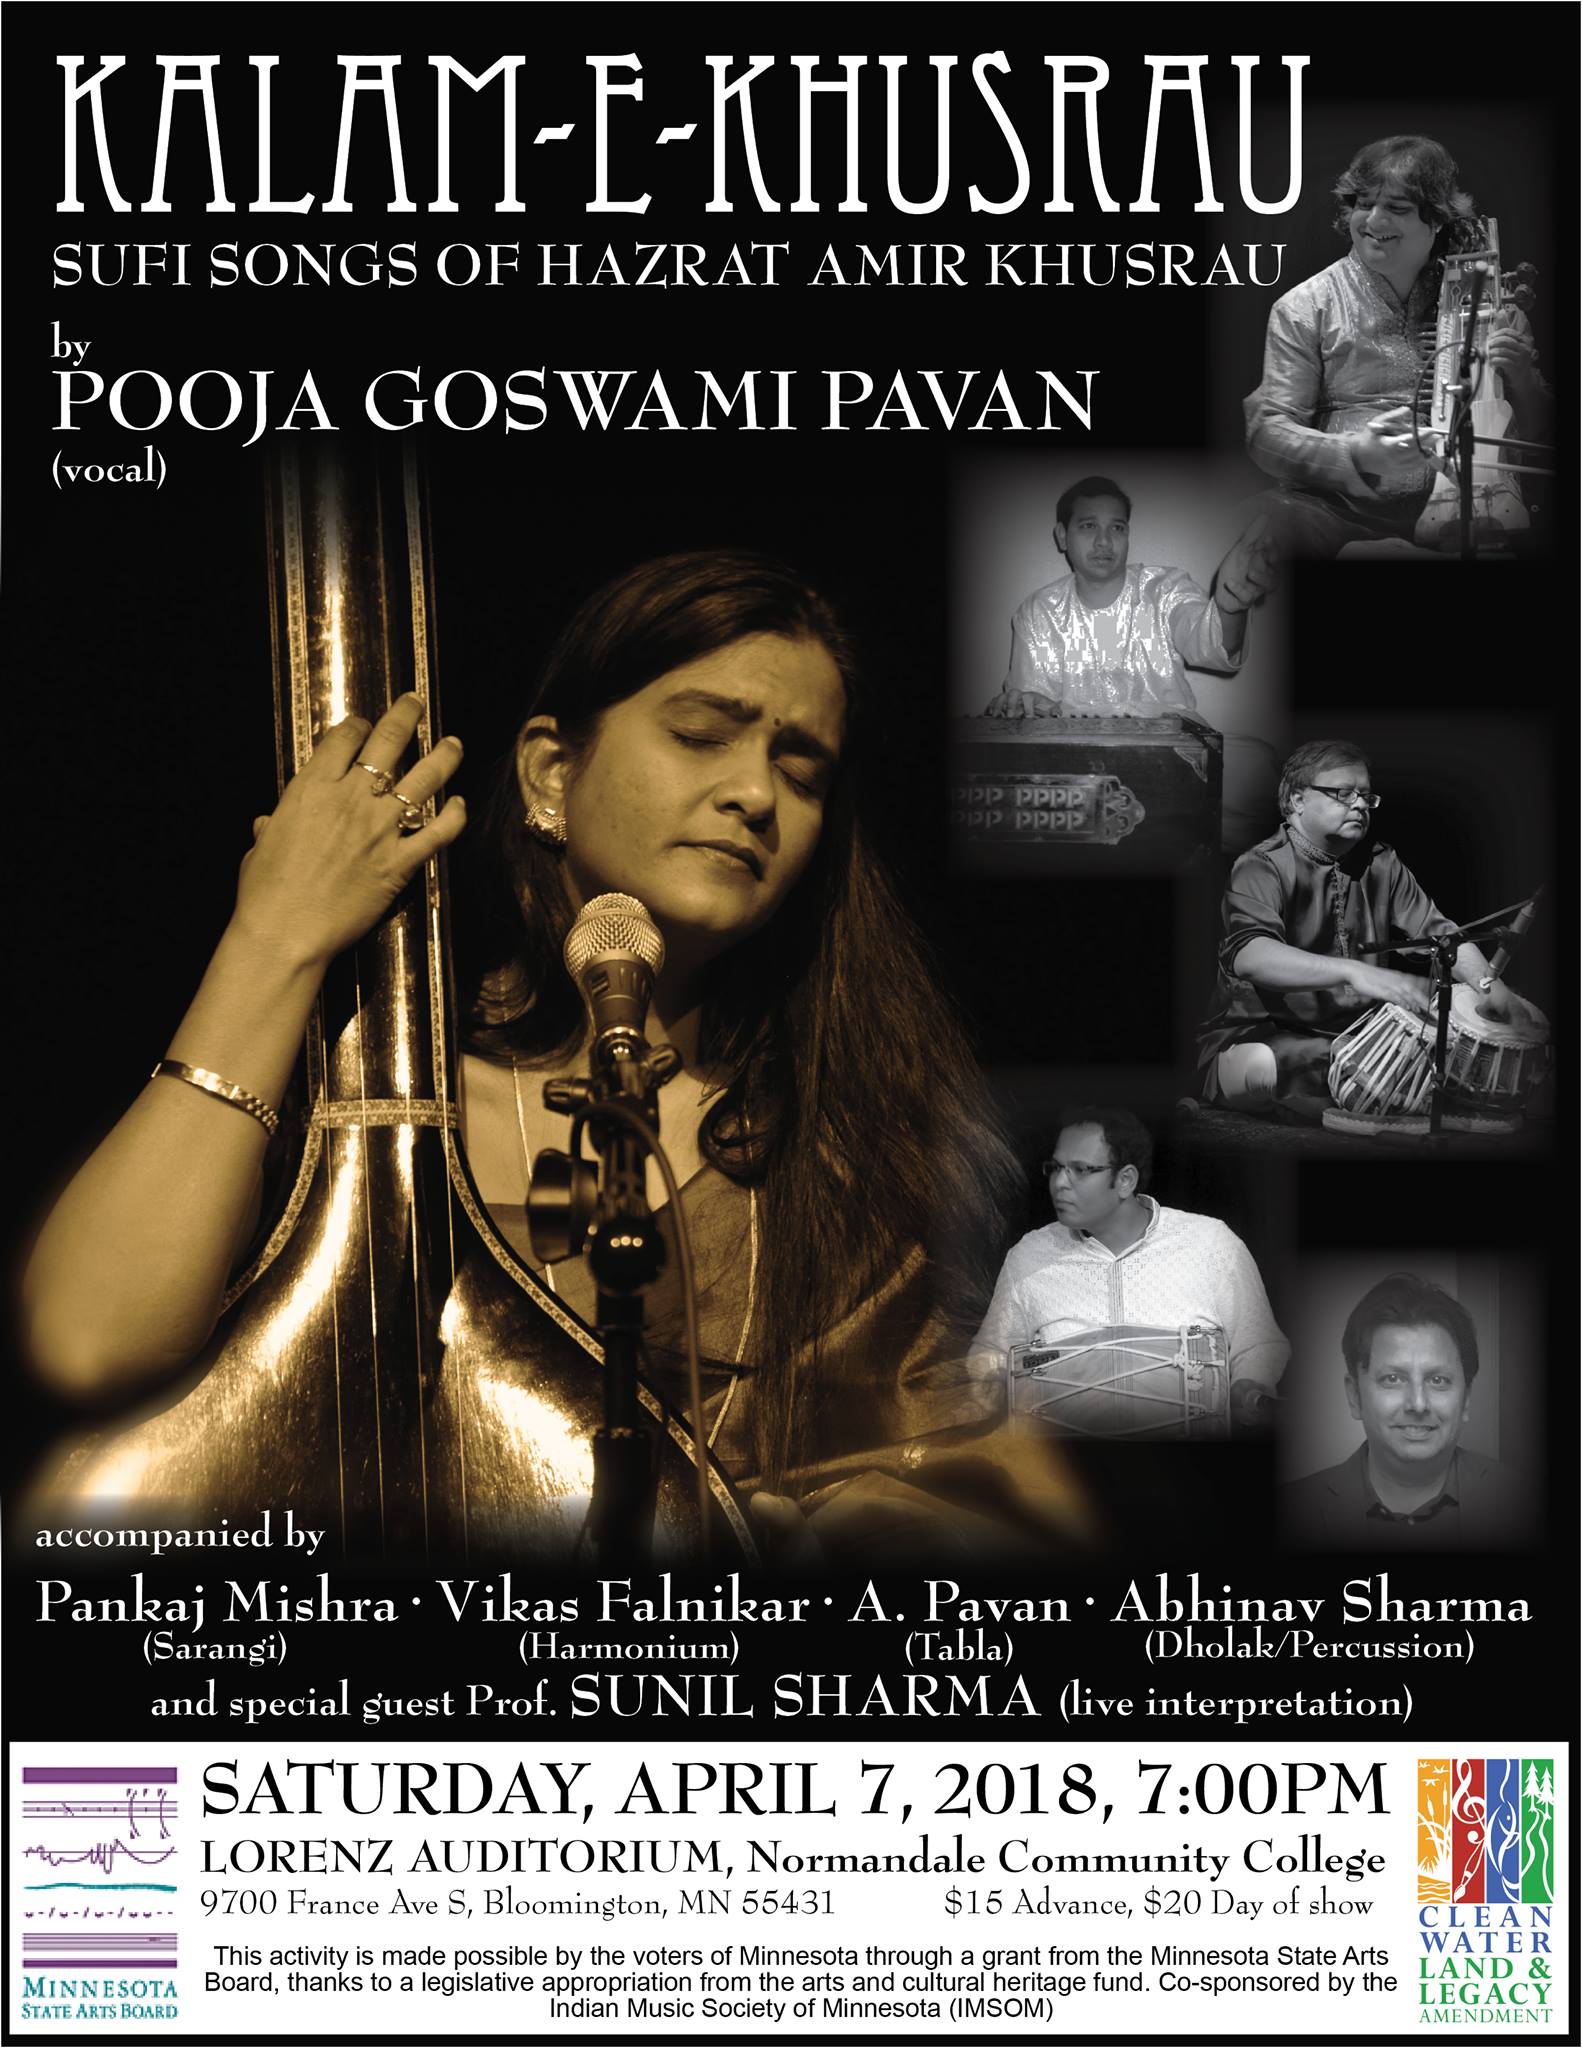 KALAM-E-KHUSRAU
SUFI SONGS OF HAZRAT AMIR KHUSRAU
by
POOJA GOSWAMI PAVAN
(vocal)
PPP PPPP
PPP PPPP
accompanied by
Pankaj Mishra · Vikas Falnikar · A. Pavan · Abhinav Sharma
(Sarangi) (Harmonium) (Tabla) (Dholak/Percussion)
and special guest Prof. SUNIL SHARMA (live interpretation)
SATURDAY, APRIL 7, 2018, 7:00PM
LORENZ AUDITORIUM, Normandale Community College
9700 France Ave S, Bloomington, MN 55431 $15 Advance, $20 Day of show
This activity is made possible by the voters of Minnesota through a grant from the Minnesota State Arts
Board, thanks to a legislative appropriation from the arts and cultural heritage fund. Co-sponsored by the
Indian Music Society of Minnesota (IMSOM)
MINNESOTA
STATE ARTS BOARD
CLEAN
WATER
LAND &
LEGACY
AMENDMENT